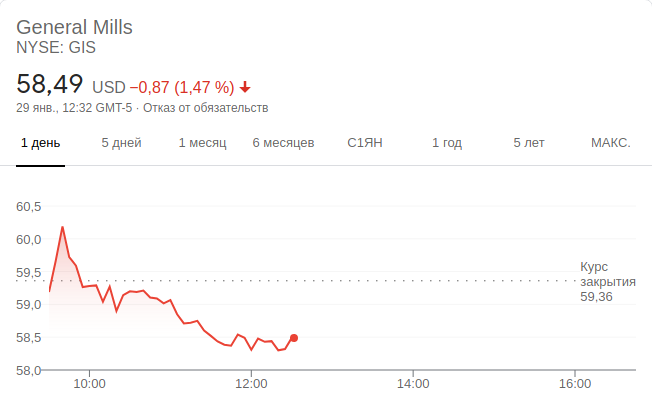 General Mills
NYSE: GIS
58,49 USD −0,87 (1,47 %)
29 янв., 12:32 GMT-5 · Отказ от обязательств
1 день 5 дней 1 месяц 6 месяцев С1ЯН 1 год 5 лет МАКС.
60,5
60,0
59,5
59,0
58,5
58,0
Курс
закрытия
59,36
10:00 12:00 14:00 16:00